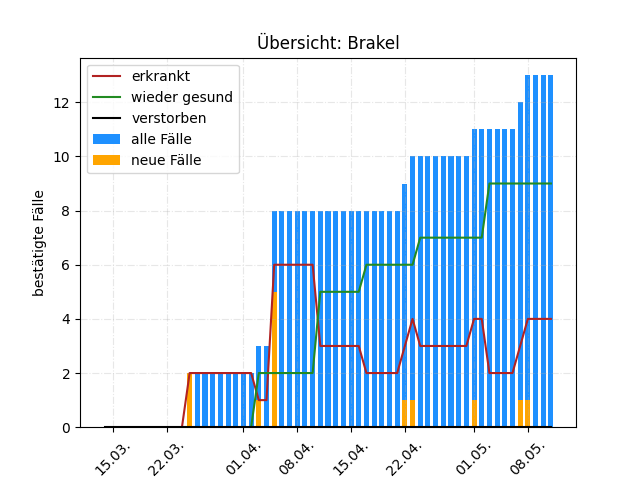 Übersicht: Brakel
erkrankt
wieder gesund
verstorben
alle Fälle
neue Fälle
bestätigte Fälle
12
10
8
6
4
2
0
15.03.
22.03.
01.04.
08.04.
15.04.
22.04.
01.05.
08.05.